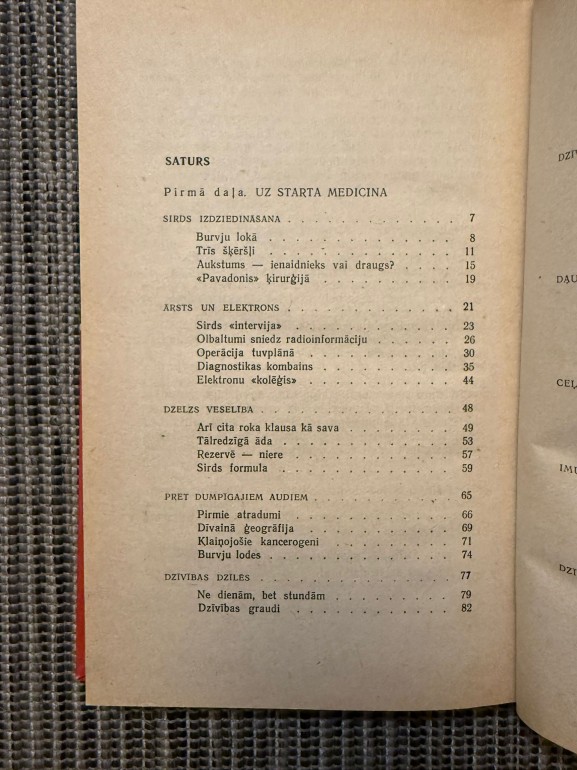 SATURS
Pirmā daļa. UZ STARTA MEDICINA
SIRDS IZDZIEDINĀŠANA . . . . . . . . . . . . 7
Burvju lokā . . . . . . . . . . . . . 8
Trīs šķēršļi . . . . . . . . . . . . 11
Aukstums — ienaidnieks vai draugs? . . . . 15
«Pavadonis» ķirurģijā . . . . . . . . . . 19
ĀRSTS UN ELEKTRONS . . . . . . . . . . . . 21
Sirds «intervija» . . . . . . . . . . . 23
Olbaltumi sniedz radioinformāciju . . . . . . 26
Operācija tuvplānā . . . . . . . . . . 30
Diagnostikas kombains . . . . . . . . . . 35
Elektronu «kolēģis» . . . . . . . . . . . 44
DZELZS VESELĪBA . . . . . . . . . . . . . . 48
Arī cita roka klausa kā sava . . . . . . . . 49
Tālredzīgā āda . . . . . . . . . . . . 53
Rezervē — niere . . . . . . . . . . . 57
Sirds formula . . . . . . . . . . . . 59
PRET DUMPĪGAJIEM AUDIEM . . . . . . . . . . 65
Pirmie atradumi . . . . . . . . . . . 66
Dīvainā ģeogrāfija . . . . . . . . . . . 69
Klaiņojošie kancerogeni . . . . . . . . . 71
Burvju lodes . . . . . . . . . . . . . 74
DZĪVĪBAS DZĪLĒS . . . . . . . . . . . . . . 77
Ne dienām, bet stundām . . . . . . . . . 79
Dzīvības graudi . . . . . . . . . . . . 82